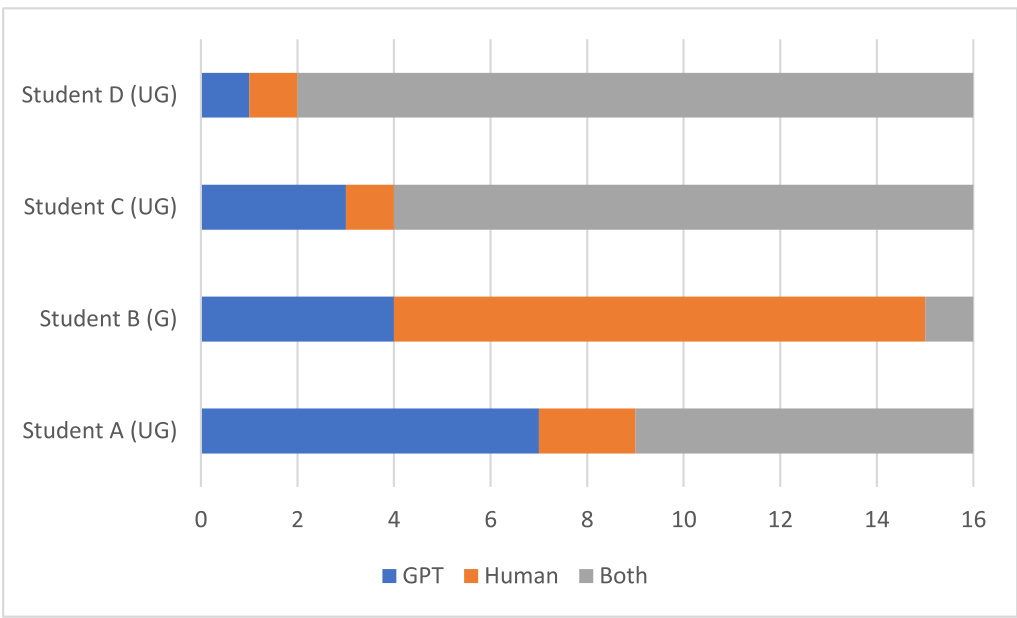 Student D (UG)
Student C (UG)
Student B (G)
Student A (UG)
0 2 4 6 8 10 12 14 16
GPT Human Both